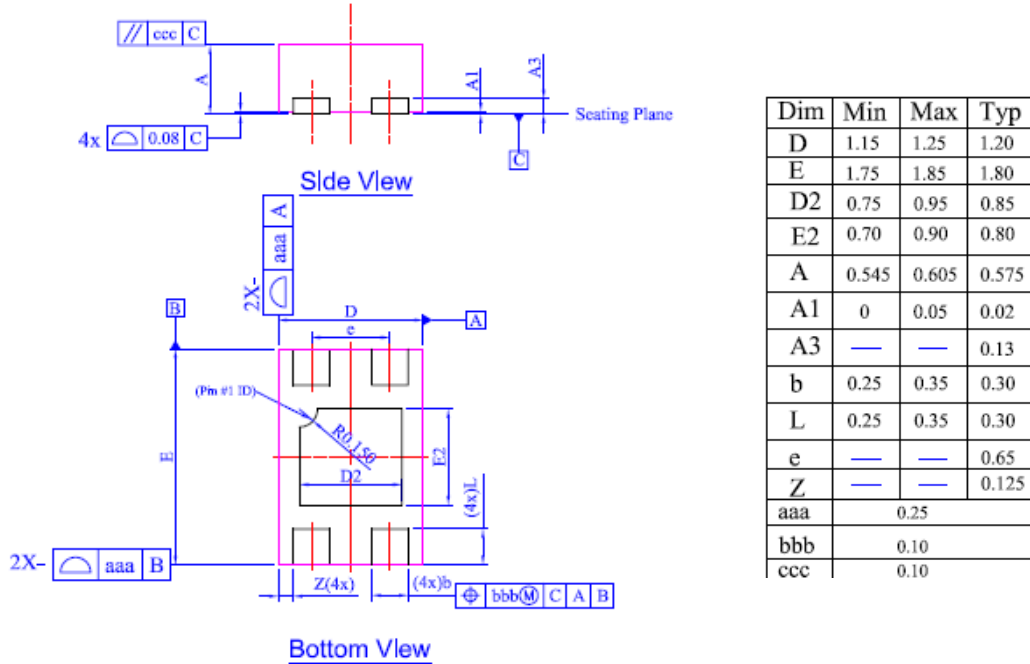 // ccc C
A
A1
A3
Seating Plane
4x ⌓ 0.08 C
C
SIde VIew
2X- ⌓ aaa A
B
D
A
e
(Pin #1 ID)
R0.150
E
D2
E2
(4x)L
2X- ⌓ aaa B
Z(4x)
(4x)b
⌖ bbbⓂ C A B
Bottom View
Dim Min Max Typ
D 1.15 1.25 1.20
E 1.75 1.85 1.80
D2 0.75 0.95 0.85
E2 0.70 0.90 0.80
A 0.545 0.605 0.575
A1 0 0.05 0.02
A3 — — 0.13
b 0.25 0.35 0.30
L 0.25 0.35 0.30
e — — 0.65
Z — — 0.125
aaa 0.25
bbb 0.10
ccc 0.10